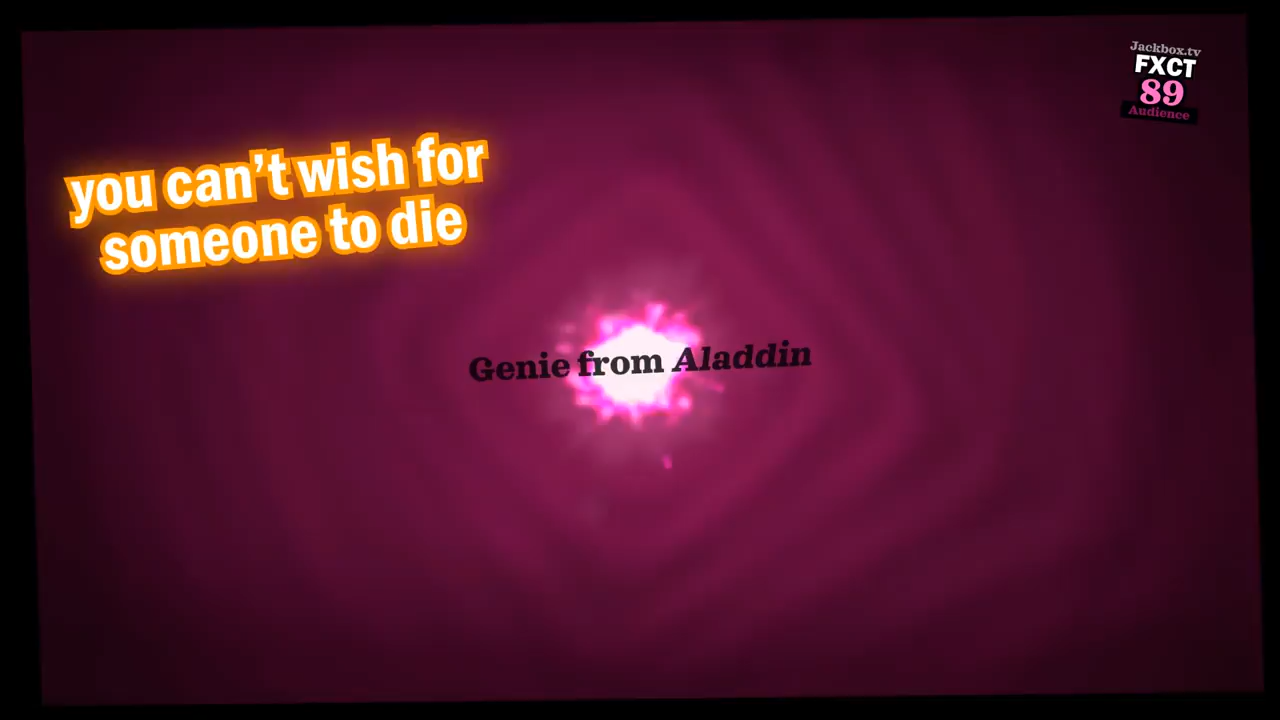 Jackbox.tv
FXCT
89
Audience
you can’t wish for
someone to die
Genie from Aladdin